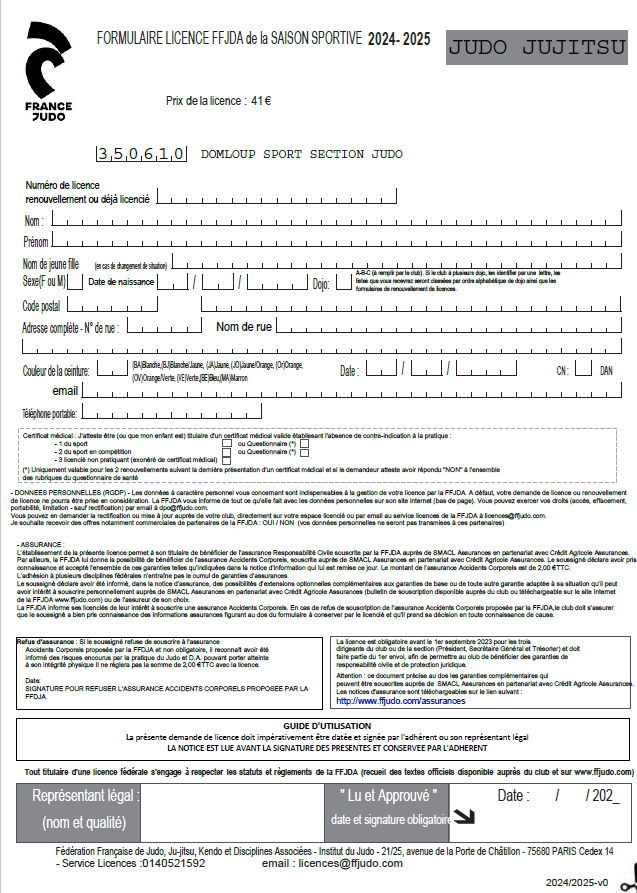 FORMULAIRE LICENCE FFJDA de la SAISON SPORTIVE 2024- 2025
JUDO JUJITSU
FRANCE
JUDO
Prix de la licence : 41 €
3,5,0,6,1,0 DOMLOUP SPORT SECTION JUDO
Numéro de licence
renouvellement ou déjà licencié
Nom :
Prénom
Nom de jeune fille (en cas de changement de situation)
Sexe(F ou M) Date de naissance / / Dojo: A-B-C (à remplir par le club). Si le club à plusieurs dojo, les identifier par une lettre, les
listes que vous recevrez seront classées par ordre alphabétique de dojo ainsi que les
formulaires de renouvellement de licences.
Code postal
Adresse complète - N° de rue : Nom de rue
Couleur de la ceinture: (BA)Blanche,(BJ)Blanche/Jaune, (JA)Jaune, (JO)Jaune/Orange, (Or)Orange,
(OV)Orange/Verte, (VE)Verte,(BE)Bleu,(MA)Marron
Date : / / CN : DAN
email
Téléphone portable:
Certificat médical : J'atteste être (ou que mon enfant est) titulaire d'un certificat médical valide établissant l'absence de contre-indication à la pratique :
- 1 du sport ou Questionnaire (*)
- 2 du sport en compétition ou Questionnaire (*)
- 3 licencié non pratiquant (exonéré de certificat médical)
(*) Uniquement valable pour les 2 renouvellements suivant la dernière présentation d'un certificat médical et si le demandeur atteste avoir répondu "NON" à l'ensemble
des rubriques du questionnaire de santé
- DONNEES PERSONNELLES (RGDP) - Les données à caractère personnel vous concernant sont indispensables à la gestion de votre licence par la FFJDA. A défaut, votre demande de licence ou renouvellement
de licence ne pourra être prise en considération. La FFJDA vous informe de tout ce qu'elle fait avec les données personnelles sur son site internet (bas de page). Vous pouvez exercer vos droits (accès, effacement,
portabilité, limitation - sauf rectification) par email à dpo@ffjudo.com.
Vous pouvez en demander la rectification ou mise à jour auprès de votre club, directement sur votre espace licencié ou par email au service licences de la FFJDA à licences@ffjudo.com.
Je souhaite recevoir des offres notamment commerciales de partenaires de la FFJDA : OUI / NON (vos données personnelles ne seront pas transmises à ces partenaires)
- ASSURANCE :
L'établissement de la présente licence permet à son titulaire de bénéficier de l'assurance Responsabilité Civile souscrite par la FFJDA auprès de SMACL Assurances en partenariat avec Crédit Agricole Assurances.
Par ailleurs, la FFJDA lui donne la possibilité de bénéficier de l'assurance Accidents Corporels, souscrite auprès de SMACL Assurances en partenariat avec Crédit Agricole Assurances. Le soussigné déclare avoir pris
connaissance et accepté l'ensemble de ces garanties telles qu'indiquées dans la notice d'information qui lui est remise ce jour. Le montant de l'assurance Accidents Corporels est de 2,00 €TTC.
L'adhésion à plusieurs disciplines fédérales n'entraîne pas le cumul de garanties d'assurances.
Le soussigné déclare avoir été informé, dans la notice d'assurance, des possibilités d'extensions optionnelles complémentaires aux garanties de base ou de toute autre garantie adaptée à sa situation qu'il peut
avoir intérêt à souscrire personnellement auprès de SMACL Assurances en partenariat avec Crédit Agricole Assurances (bulletin de souscription disponible auprès du club ou téléchargeable sur le site Internet
de la FFJDA www.ffjudo.com) ou de l'assureur de son choix.
La FFJDA informe ses licenciés de leur intérêt à souscrire une assurance Accidents Corporels. En cas de refus de souscription de l'assurance Accidents Corporels proposée par la FFJDA,le club doit s'assurer
que le soussigné a bien pris connaissance des informations assurances figurant au dos du formulaire à conserver par le licencié et qu'il prend sa décision en toute connaissance de cause.
Refus d'assurance : Si le soussigné refuse de souscrire à l'assurance
Accidents Corporels proposée par la FFJDA et non obligatoire, il reconnaît avoir été
informé des risques encourus par la pratique du Judo et D.A. pouvant porter atteinte
à son intégrité physique Il ne réglera pas la somme de 2,00 €TTC avec la licence.
Date:
SIGNATURE POUR REFUSER L'ASSURANCE ACCIDENTS CORPORELS PROPOSEE PAR LA
FFDJA
La licence est obligatoire avant le 1er septembre 2023 pour les trois
dirigeants du club ou de la section (Président, Secrétaire Général et Trésorier) et doit
faire partie du 1er envoi, afin de permettre au club de bénéficier des garanties de
responsabilité civile et de protection juridique.
Attention : ce document précise au dos les garanties complémentaires qui
peuvent être souscrites auprès de SMACL Assurances en partenariat avec Crédit Agricole Assurances.
Les notices d'assurance sont téléchargeables sur le lien suivant :
http://www.ffjudo.com/assurances
GUIDE D'UTILISATION
La présente demande de licence doit impérativement être datée et signée par l'adhérent ou son représentant légal
LA NOTICE EST LUE AVANT LA SIGNATURE DES PRESENTES ET CONSERVEE PAR L'ADHERENT
Tout titulaire d'une licence fédérale s'engage à respecter les statuts et règlements de la FFJDA (recueil des textes officiels disponible auprès du club et sur www.ffjudo.com)
Représentant légal :
(nom et qualité)
" Lu et Approuvé "
date et signature obligatoire
Date : / / 202_
Fédération Française de Judo, Ju-jitsu, Kendo et Disciplines Associées - Institut du Judo - 21/25, avenue de la Porte de Châtillon - 75680 PARIS Cedex 14
- Service Licences :0140521592 email : licences@ffjudo.com
2024/2025-v0